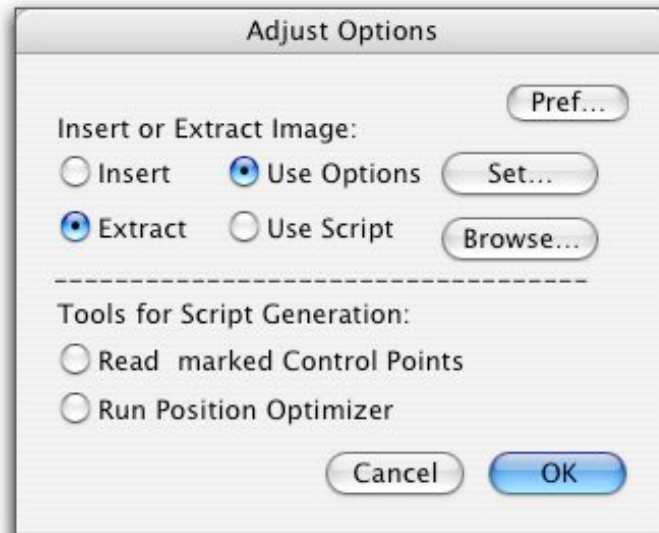 Adjust Options
Pref...
Insert or Extract Image:
Insert Use Options Set...
Extract Use Script Browse...
Tools for Script Generation:
Read marked Control Points
Run Position Optimizer
Cancel OK